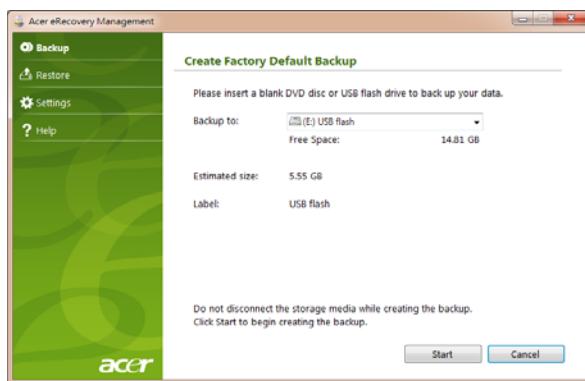 Acer eRecovery Management
Backup
Restore
Settings
Help
Create Factory Default Backup
Please insert a blank DVD disc or USB flash drive to back up your data.
Backup to: (E:) USB flash
Free Space: 14.81 GB
Estimated size: 5.55 GB
Label: USB flash
Do not disconnect the storage media while creating the backup.
Click Start to begin creating the backup.
Start Cancel
acer